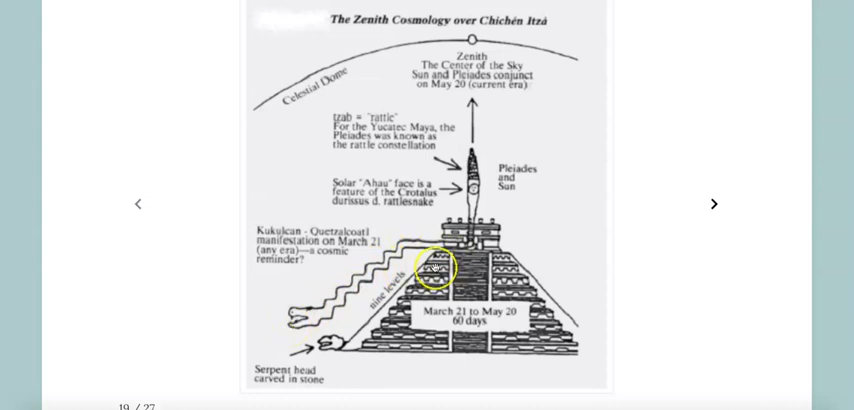 The Zenith Cosmology over Chichén Itzá
Zenith
The Center of the Sky
Sun and Pleiades conjunct
on May 20 (current era)
Celestial Dome
tzab = "rattle"
For the Yucatec Maya, the
Pleiades was known as
the rattle constellation
Pleiades
and
Sun
Solar "Ahau" face is a
feature of the Crotalus
durissus d. rattlesnake
Kukulcan - Quetzalcoatl
manifestation on March 21
(any era)—a cosmic
reminder?
nine levels
March 21 to May 20
60 days
Serpent head
carved in stone
19 / 27